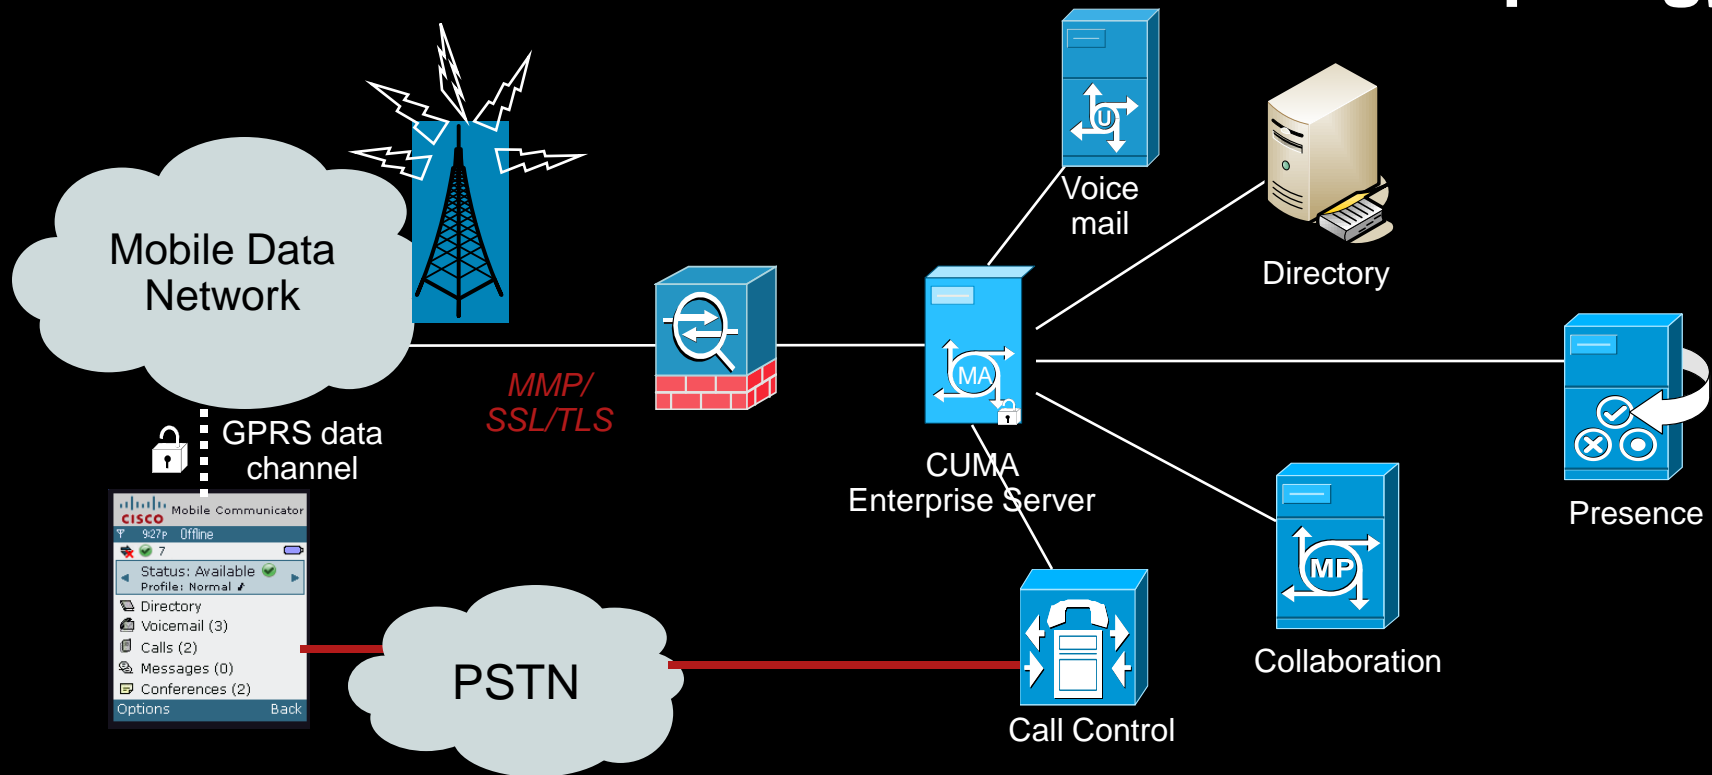 U
Voice
mail
Directory
Mobile Data
Network
MA
MMP/
SSL/TLS
GPRS data
channel
CUMA
Enterprise Server
Presence
CISCO Mobile Communicator
9:27P Offline
7
Status: Available
Profile: Normal
Directory
Voicemail (3)
Calls (2)
Messages (0)
Conferences (2)
Options Back
MP
Collaboration
PSTN
Call Control